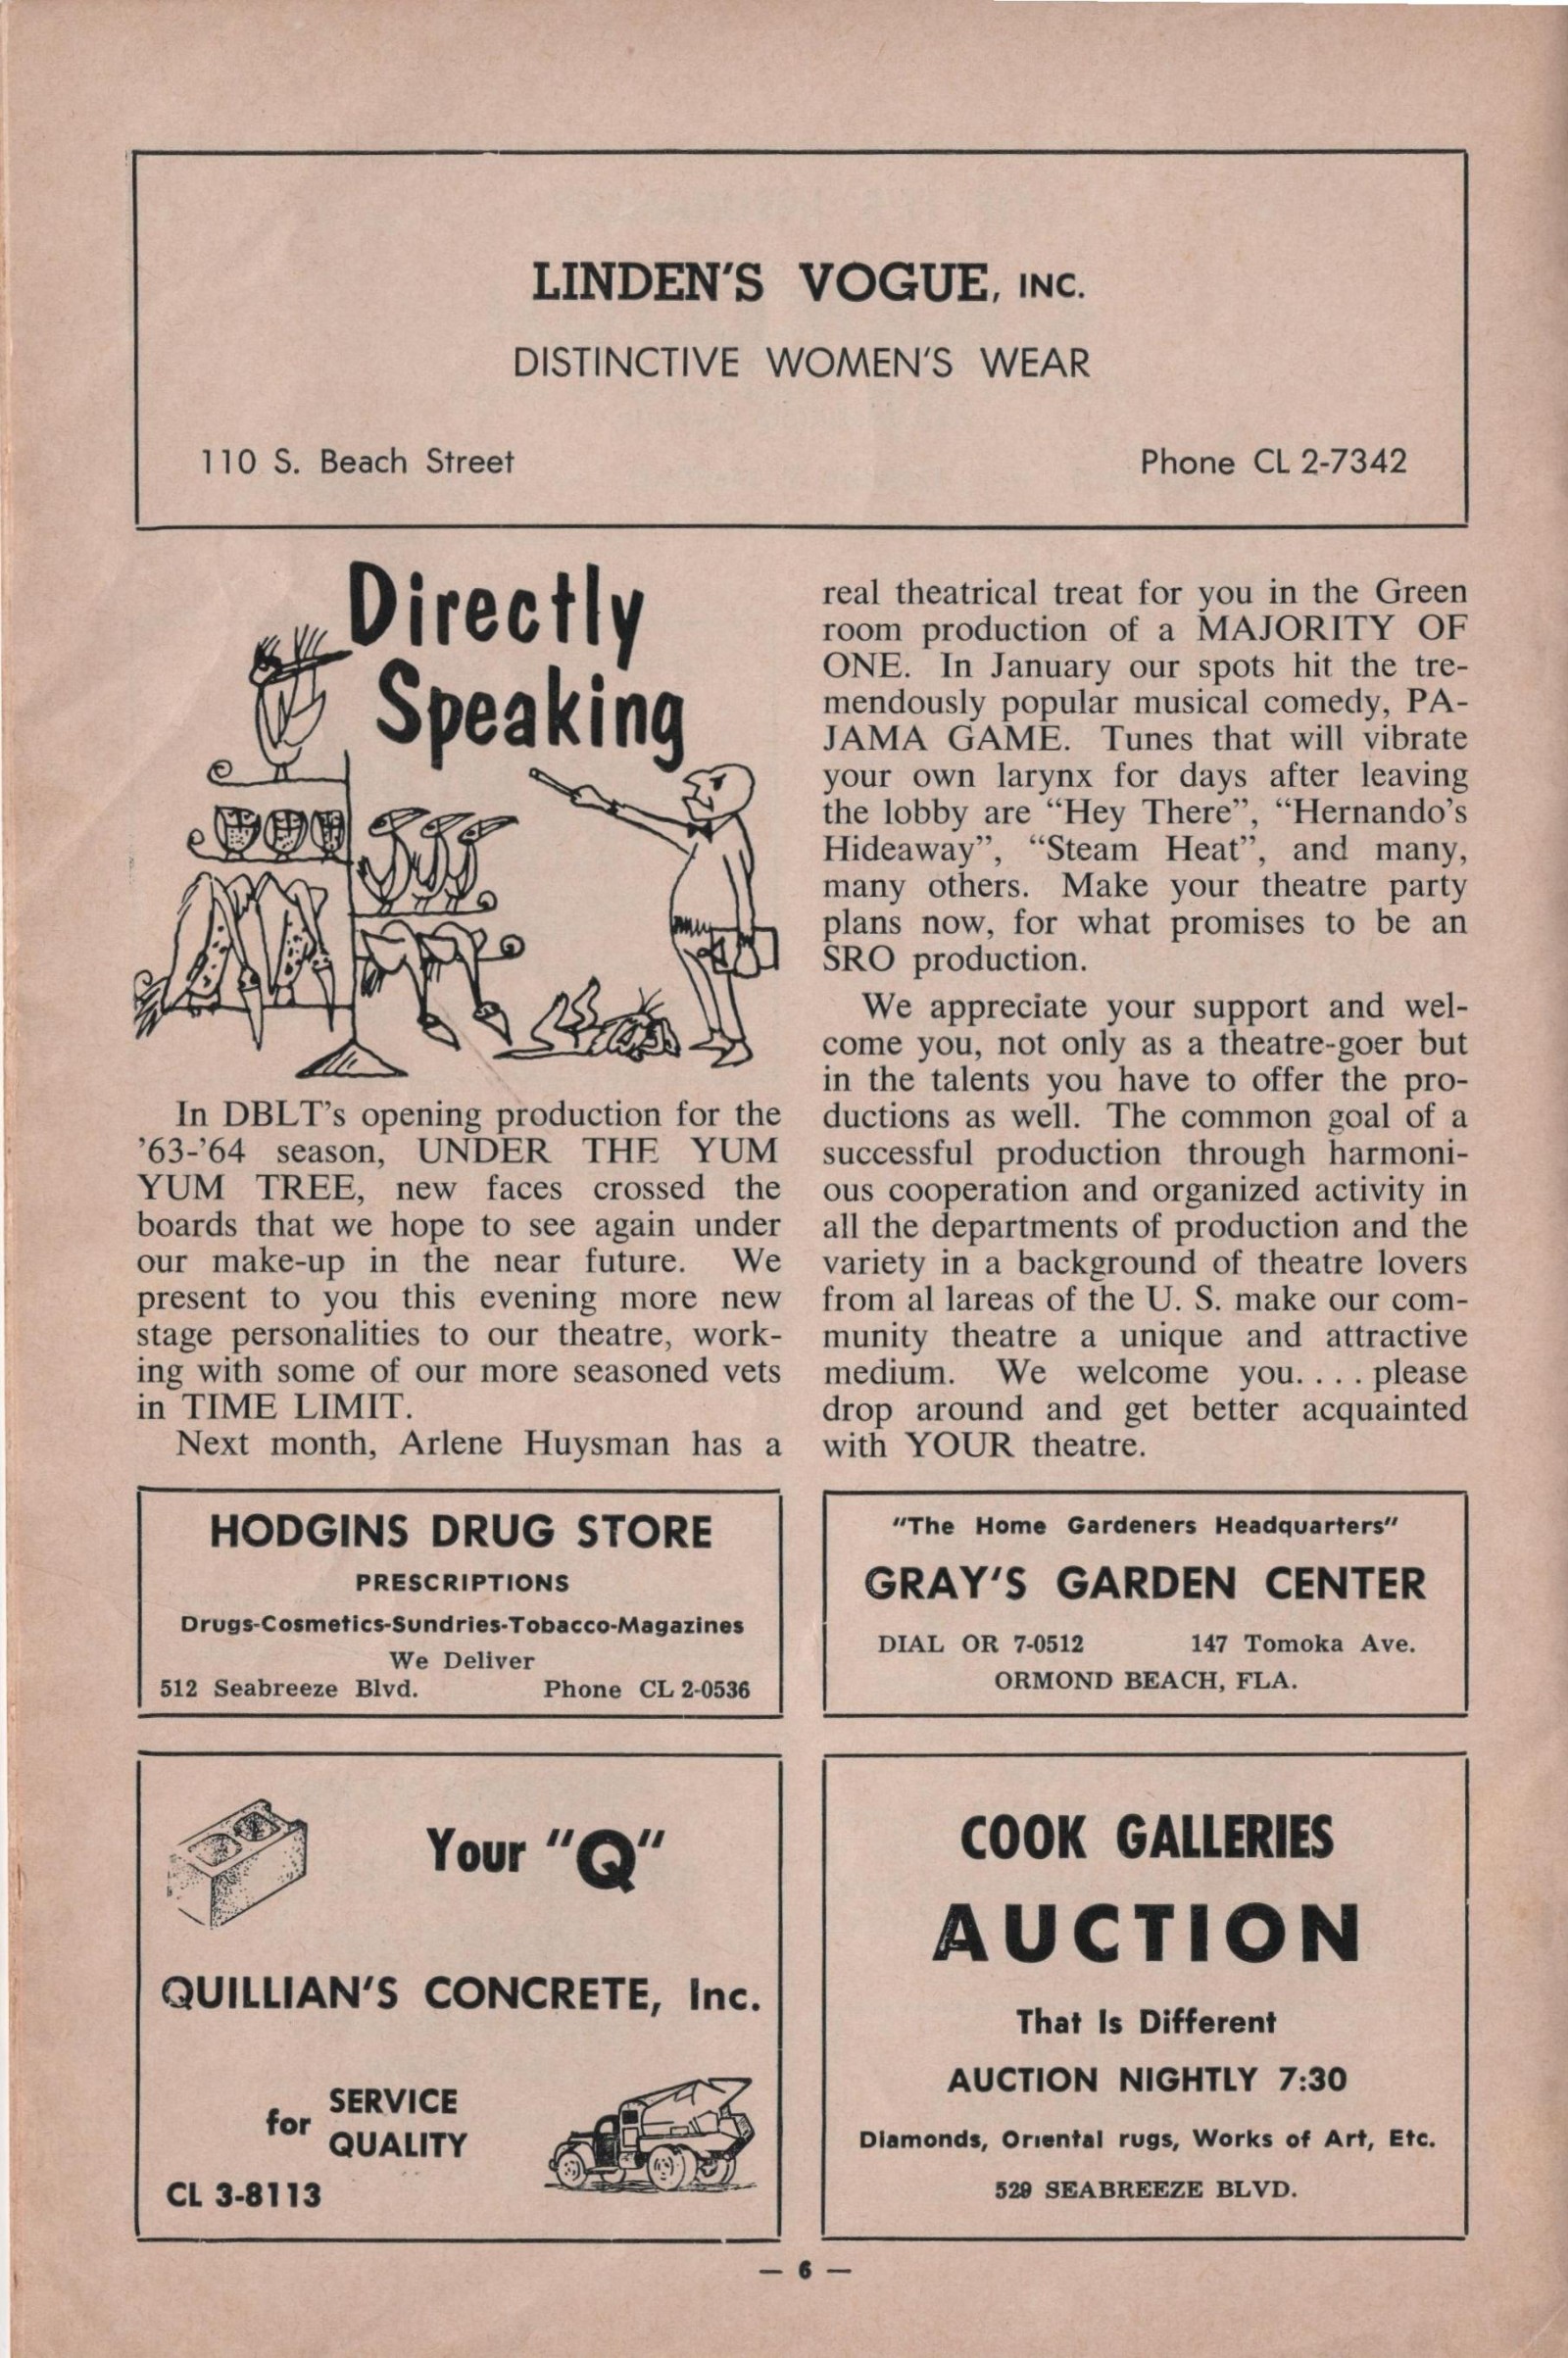 LINDEN'S VOGUE, INC.
DISTINCTIVE WOMEN'S WEAR
110 S. Beach Street Phone CL 2-7342
Directly
Speaking
In DBLT's opening production for the
'63-'64 season, UNDER THE YUM
YUM TREE, new faces crossed the
boards that we hope to see again under
our make-up in the near future. We
present to you this evening more new
stage personalities to our theatre, work-
ing with some of our more seasoned vets
in TIME LIMIT.
Next month, Arlene Huysman has a
real theatrical treat for you in the Green
room production of a MAJORITY OF
ONE. In January our spots hit the tre-
mendously popular musical comedy, PA-
JAMA GAME. Tunes that will vibrate
your own larynx for days after leaving
the lobby are "Hey There", "Hernando's
Hideaway", "Steam Heat", and many,
many others. Make your theatre party
plans now, for what promises to be an
SRO production.
We appreciate your support and wel-
come you, not only as a theatre-goer but
in the talents you have to offer the pro-
ductions as well. The common goal of a
successful production through harmoni-
ous cooperation and organized activity in
all the departments of production and the
variety in a background of theatre lovers
from al lareas of the U. S. make our com-
munity theatre a unique and attractive
medium. We welcome you. . . . please
drop around and get better acquainted
with YOUR theatre.
HODGINS DRUG STORE
PRESCRIPTIONS
Drugs-Cosmetics-Sundries-Tobacco-Magazines
We Deliver
512 Seabreeze Blvd. Phone CL 2-0536
"The Home Gardeners Headquarters"
GRAY'S GARDEN CENTER
DIAL OR 7-0512 147 Tomoka Ave.
ORMOND BEACH, FLA.
Your "Q"
QUILLIAN'S CONCRETE, Inc.
for SERVICE
QUALITY
CL 3-8113
COOK GALLERIES
AUCTION
That Is Different
AUCTION NIGHTLY 7:30
Diamonds, Oriental rugs, Works of Art, Etc.
529 SEABREEZE BLVD.
— 6 —